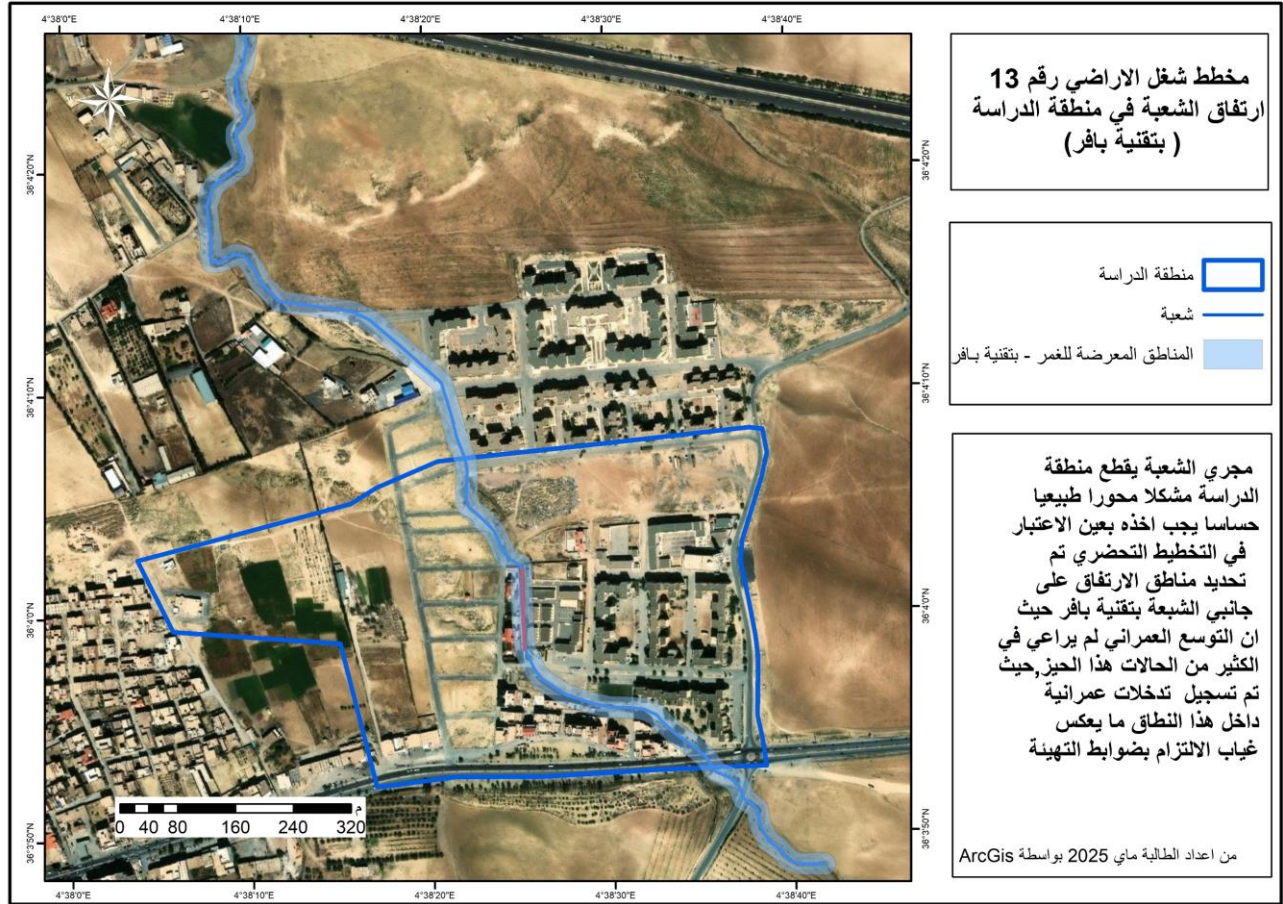 4°38'0"E
4°38'10"E
4°38'20"E
4°38'30"E
4°38'40"E
36°4'20"N
36°4'10"N
36°4'0"N
36°3'50"N
36°4'20"N
36°4'10"N
36°4'0"N
36°3'50"N
م
0 40 80 160 240 320
4°38'0"E
4°38'10"E
4°38'20"E
4°38'30"E
4°38'40"E
مخطط شغل الاراضي رقم 13
ارتفاق الشعبة في منطقة الدراسة
( بتقنية بافر)
منطقة الدراسة
شعبة
المناطق المعرضة للغمر - بتقنية بافر
مجري الشعبة يقطع منطقة
الدراسة مشكلا محورا طبيعيا
حساسا يجب اخذه بعين الاعتبار
في التخطيط التحضري تم
تحديد مناطق الارتفاق على
جانبي الشبعة بتقنية بافر حيث
ان التوسع العمراني لم يراعي في
الكثير من الحالات هذا الحيز,حيث
تم تسجيل تدخلات عمرانية
داخل هذا النطاق ما يعكس
غياب الالتزام بضوابط التهيئة
من اعداد الطالبة ماي 2025 بواسطة ArcGis